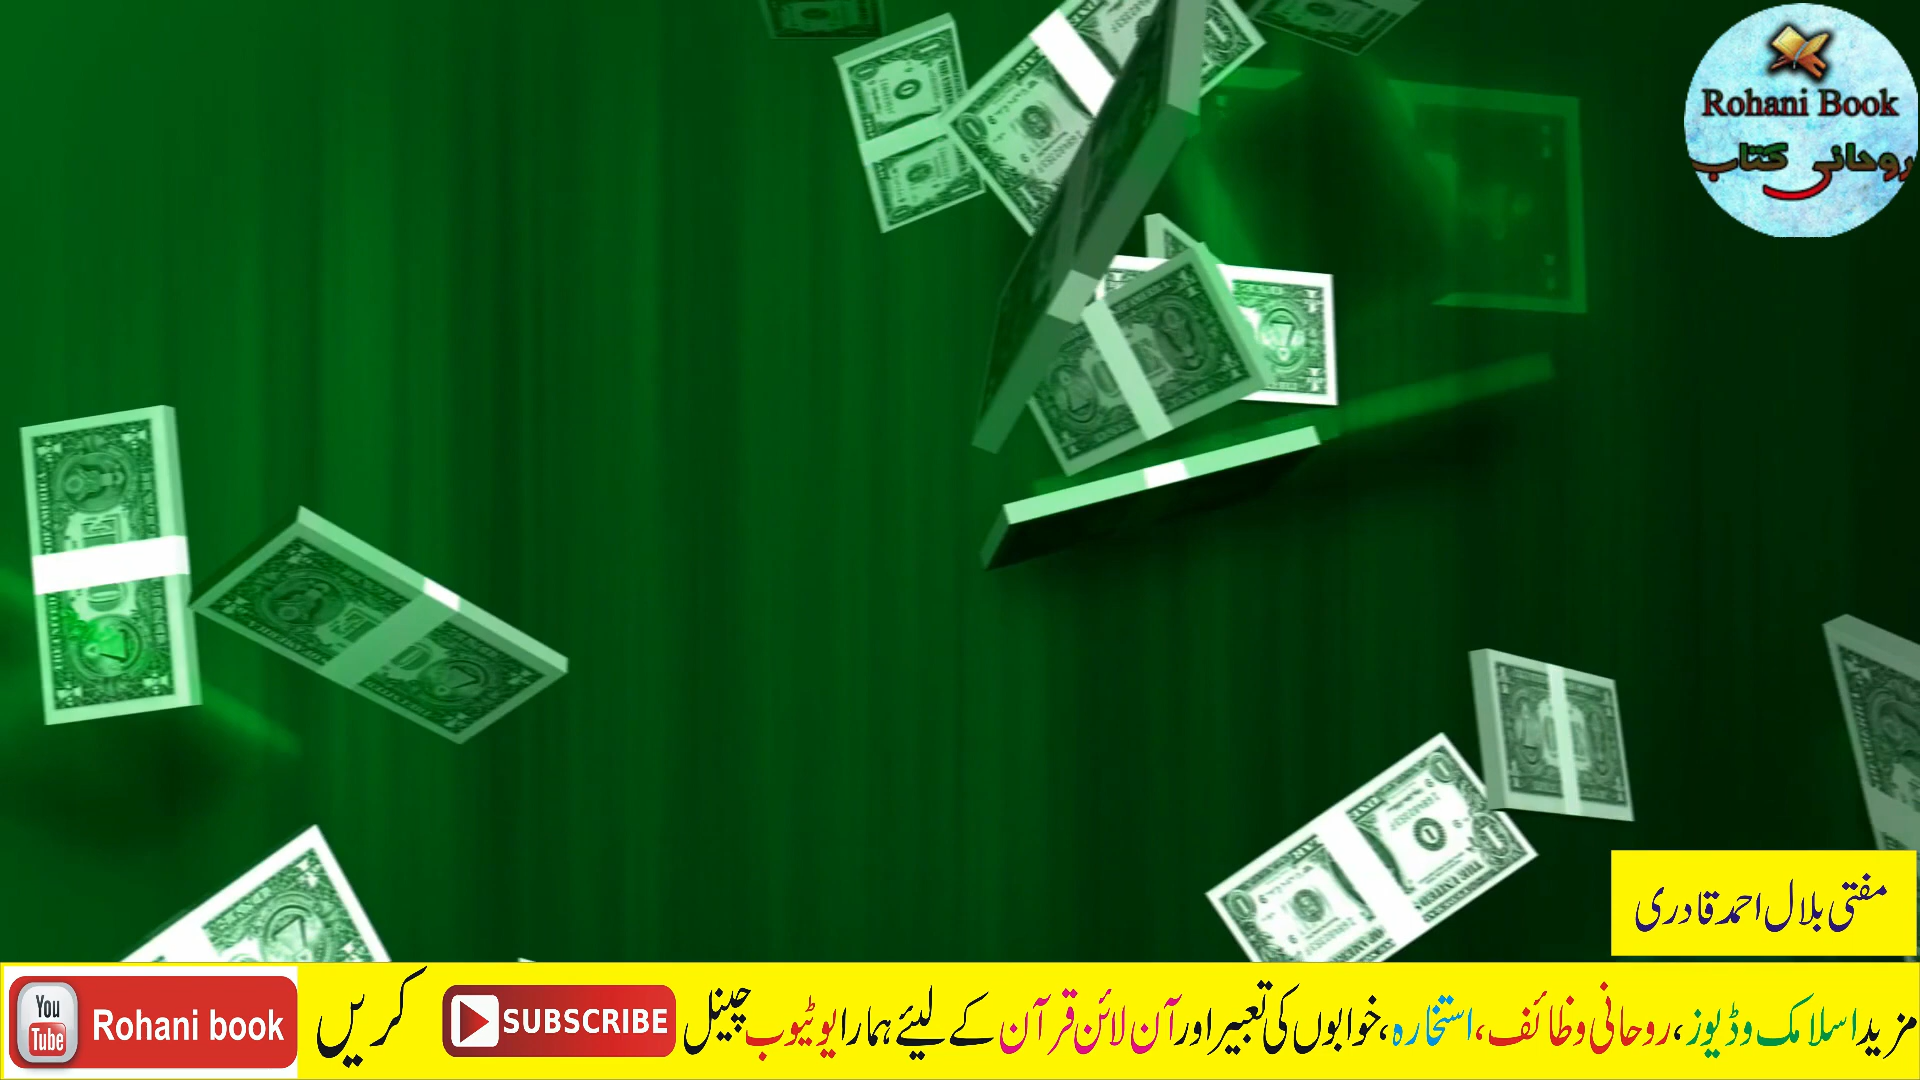 Rohani Book
روحانی کتاب
مفتی بلال احمد قادری
مزید اسلامک وڈیوز، روحانی وظائف، استخارہ، خوابوں کی تعبیر اور آن لائن قرآن کے لیئے ہمارا یوٹیوب چینل SUBSCRIBE کریں
You Tube Rohani book